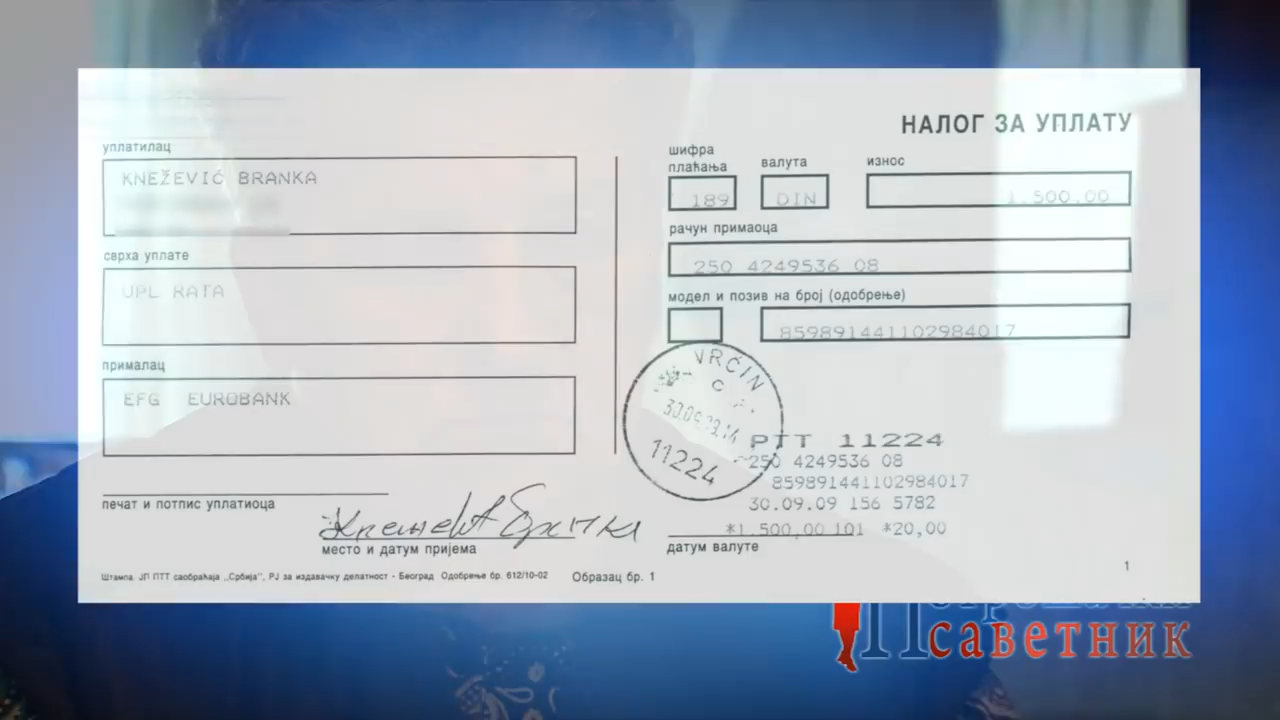 НАЛОГ ЗА УПЛАТУ
уплатилац
KNEŽEVIĆ BRANKA
сврха уплате
UPL RATA
прималац
EFG EUROBANK
печат и потпис уплатиоца
место и датум пријема
шифра
плаћања
валута
износ
189
DIN
1.500.00
рачун примаоца
250 4249536 08
модел и позив на број (одобрење)
859891441102984017
VRČIN
11224
PTT 11224
250 4249536 08
859891441102984017
30.09.09 156 5782
*1.500,00 101 *20,00
датум валуте
Штампа. ЈП ПТТ саобраћаја „Србија", РЈ за издавачку делатност - Београд Одобрење бр. 612/10-02 Образац бр. 1
1
саветник